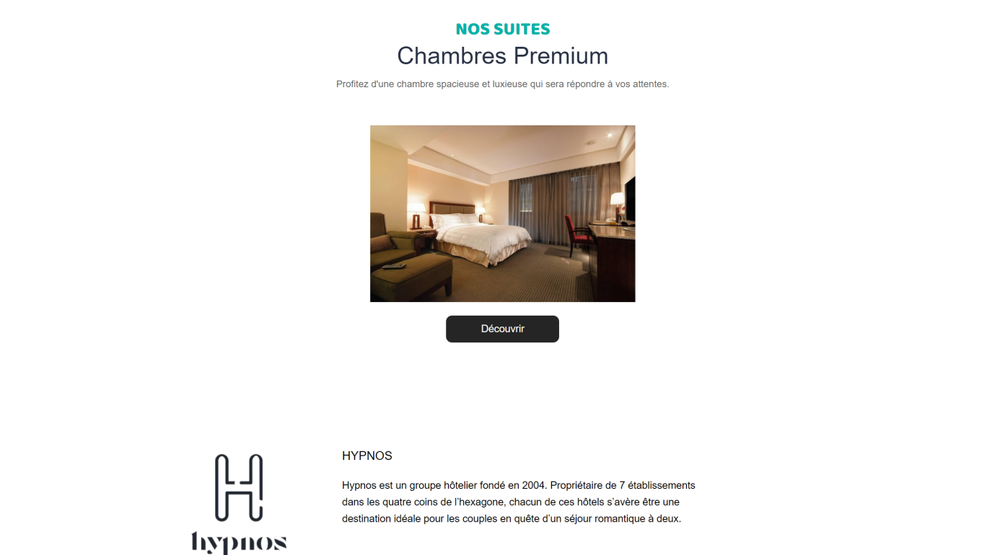 NOS SUITES
Chambres Premium
Profitez d'une chambre spacieuse et luxieuse qui sera répondre à vos attentes.
Découvrir
HYPNOS
Hypnos est un groupe hôtelier fondé en 2004. Propriétaire de 7 établissements
dans les quatre coins de l’hexagone, chacun de ces hôtels s’avère être une
destination idéale pour les couples en quête d’un séjour romantique à deux.
H
hypnos